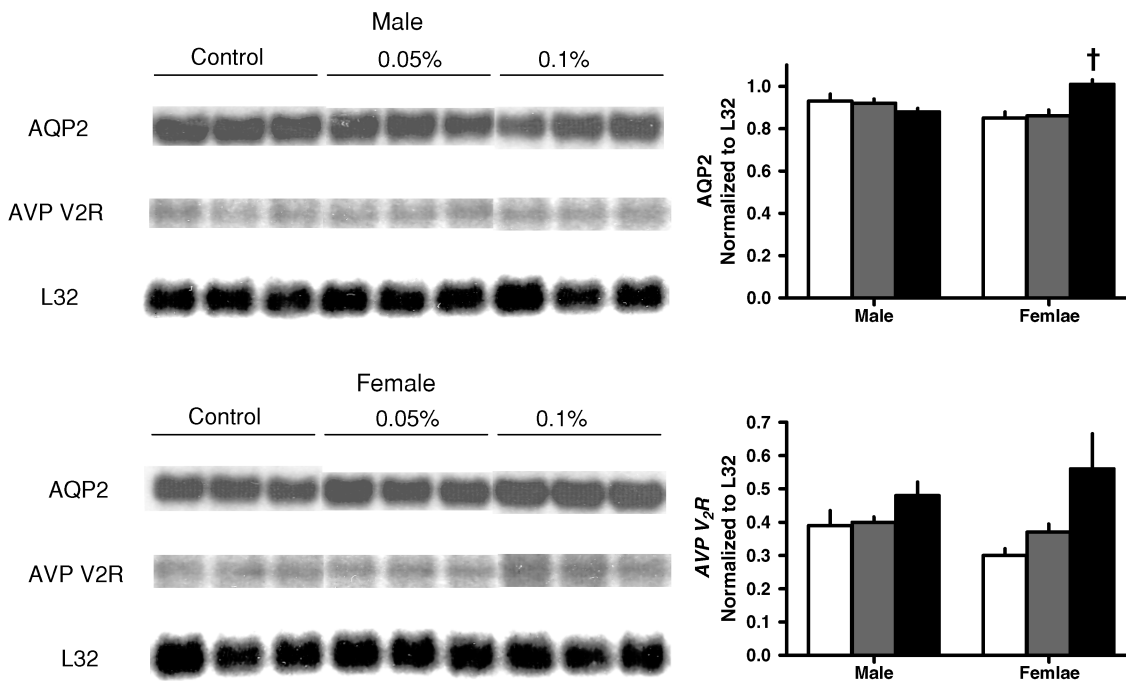 Male
Control 0.05% 0.1%
AQP2
AVP V2R
L32
Female
Control 0.05% 0.1%
AQP2
AVP V2R
L32
†
AQP2
Normalized to L32
1.0
0.8
0.6
0.4
0.2
0.0
Male Femlae
AVP V2R
Normalized to L32
0.7
0.6
0.5
0.4
0.3
0.2
0.1
0.0
Male Femlae